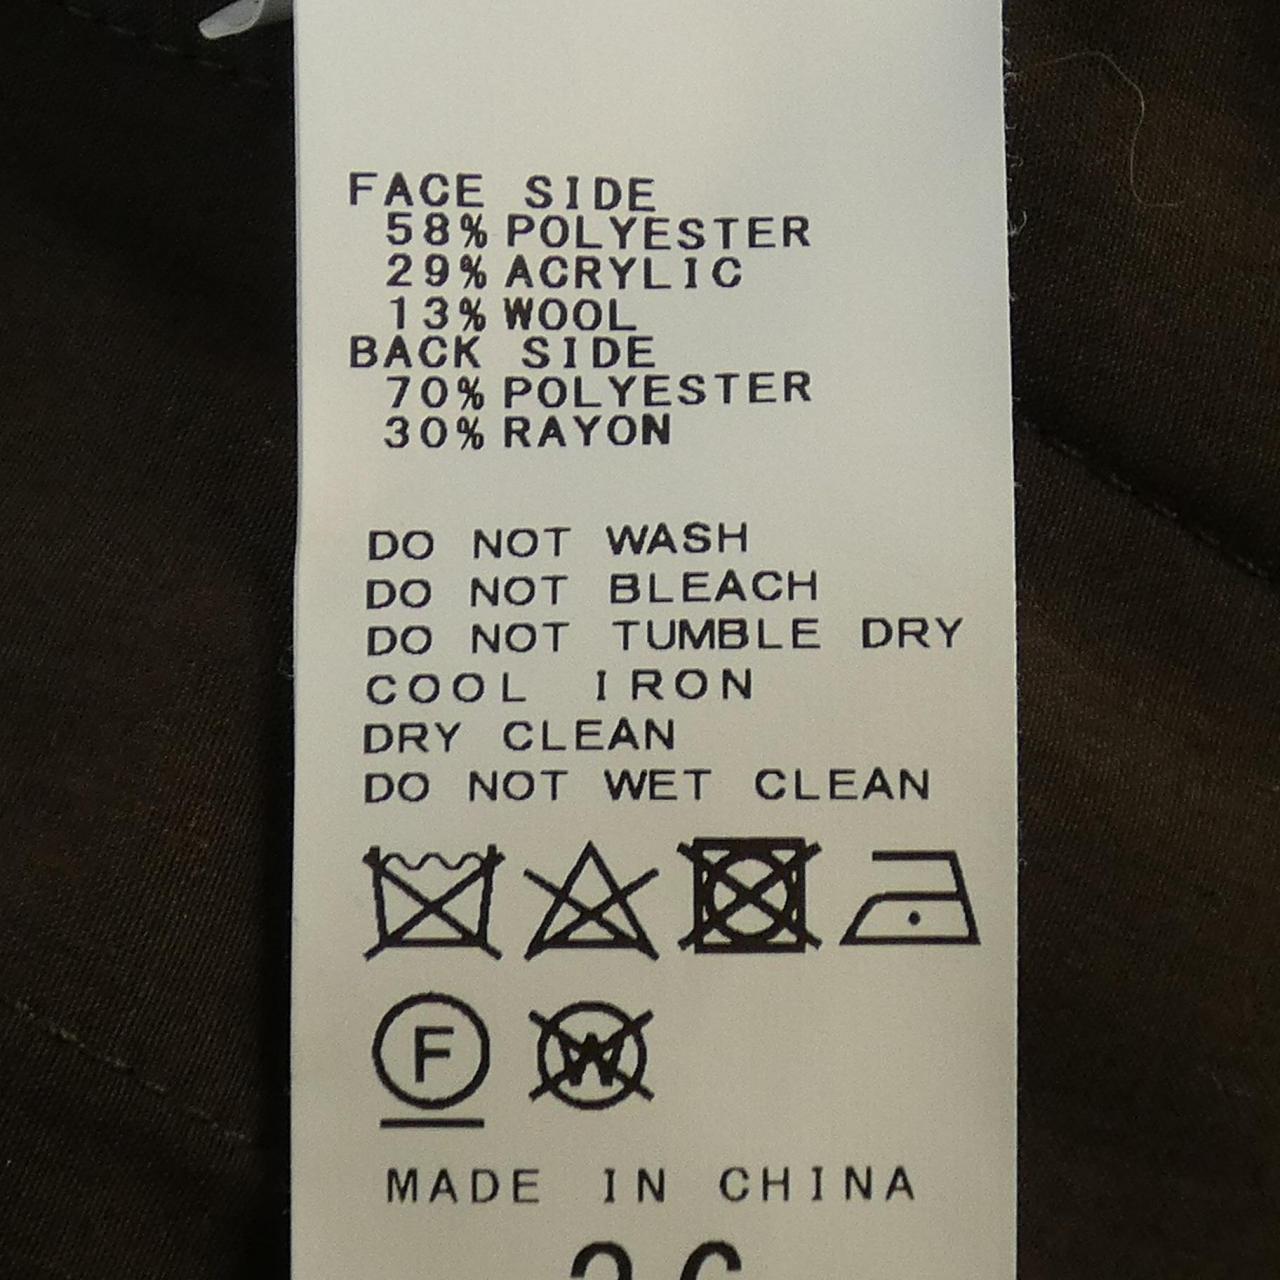 FACE SIDE
58% POLYESTER
29% ACRYLIC
13% WOOL
BACK SIDE
70% POLYESTER
30% RAYON
DO NOT WASH
DO NOT BLEACH
DO NOT TUMBLE DRY
COOL IRON
DRY CLEAN
DO NOT WET CLEAN
F W
MADE IN CHINA